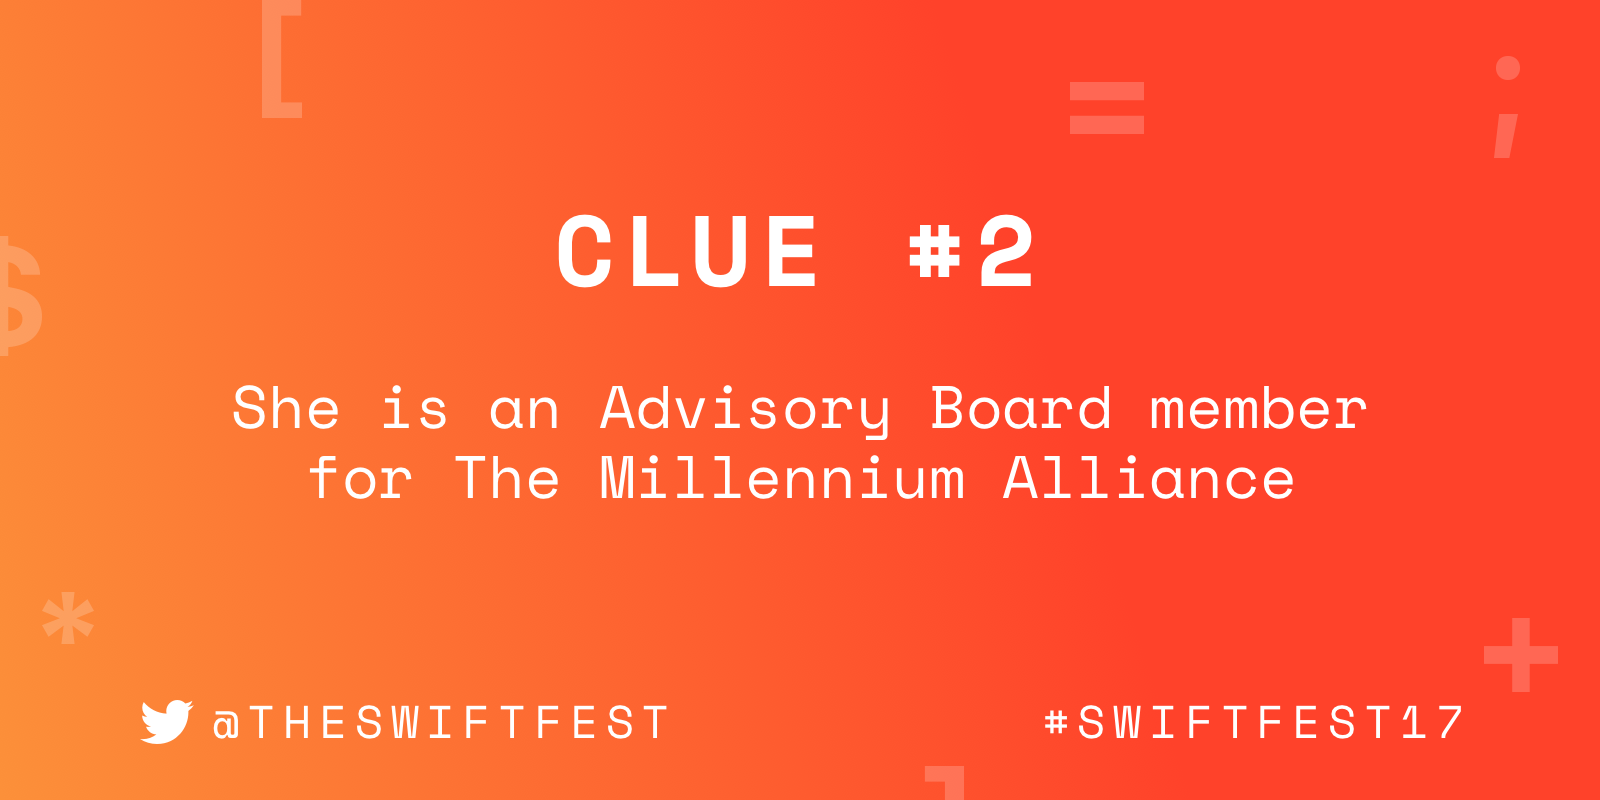 [
=
;
CLUE #2
$
She is an Advisory Board member
for The Millennium Alliance
*
+
@THESWIFTFEST
#SWIFTFEST17
]